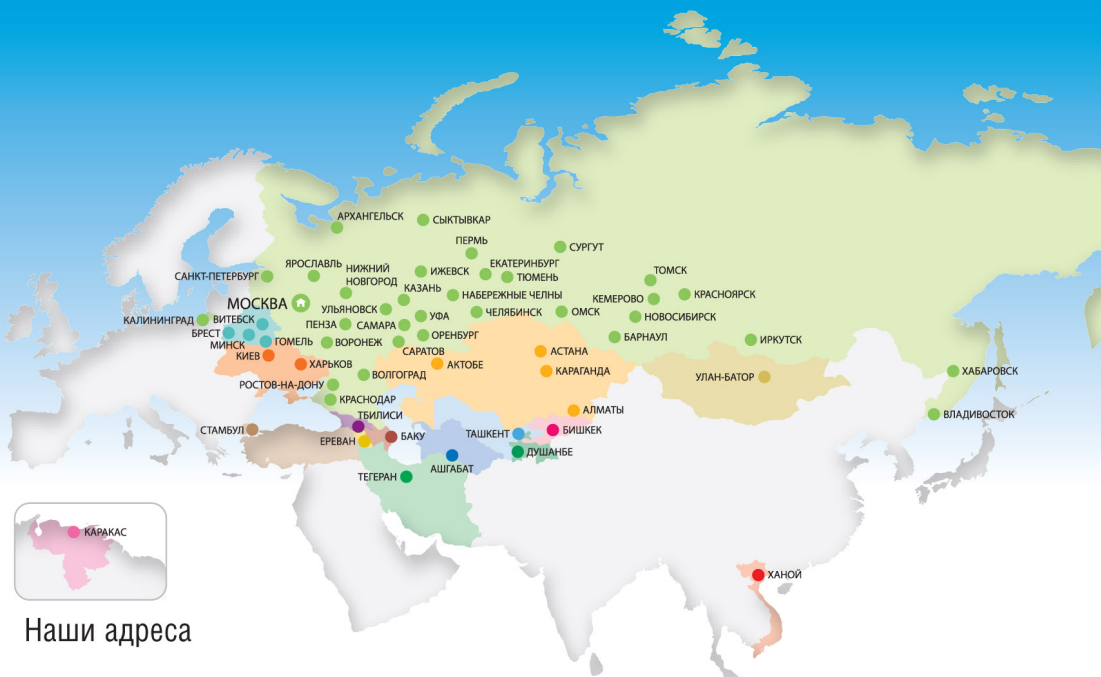 АРХАНГЕЛЬСК
СЫКТЫВКАР
ПЕРМЬ
СУРГУТ
САНКТ-ПЕТЕРБУРГ
ЯРОСЛАВЛЬ
НИЖНИЙ
НОВГОРОД
ИЖЕВСК
ЕКАТЕРИНБУРГ
ТЮМЕНЬ
ТОМСК
КАЗАНЬ
НАБЕРЕЖНЫЕ ЧЕЛНЫ
КЕМЕРОВО
КРАСНОЯРСК
МОСКВА
УЛЬЯНОВСК
УФА
ЧЕЛЯБИНСК
ОМСК
НОВОСИБИРСК
КАЛИНИНГРАД
ВИТЕБСК
ПЕНЗА
САМАРА
БРЕСТ
МИНСК
ГОМЕЛЬ
ВОРОНЕЖ
ОРЕНБУРГ
БАРНАУЛ
ИРКУТСК
САРАТОВ
АСТАНА
КИЕВ
ХАРЬКОВ
АКТОБЕ
КАРАГАНДА
ВОЛГОГРАД
УЛАН-БАТОР
ХАБАРОВСК
РОСТОВ-НА-ДОНУ
КРАСНОДАР
АЛМАТЫ
ВЛАДИВОСТОК
ТБИЛИСИ
СТАМБУЛ
ЕРЕВАН
БАКУ
ТАШКЕНТ
БИШКЕК
ДУШАНБЕ
АШГАБАТ
ТЕГЕРАН
КАРАКАС
ХАНОЙ
Наши адреса